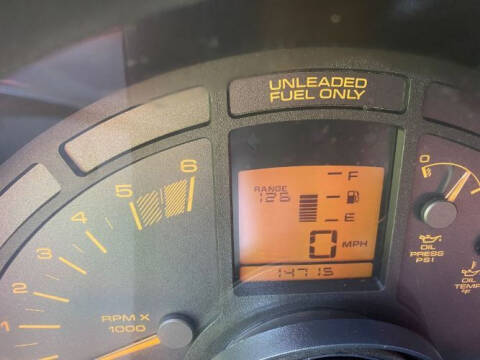 UNLEADED
FUEL ONLY
RANGE
125
F
E
0 MPH
14715
6
5
4
3
2
1
RPM X
1000
0
OIL
PRESS
PSI
OIL
TEMP
°F